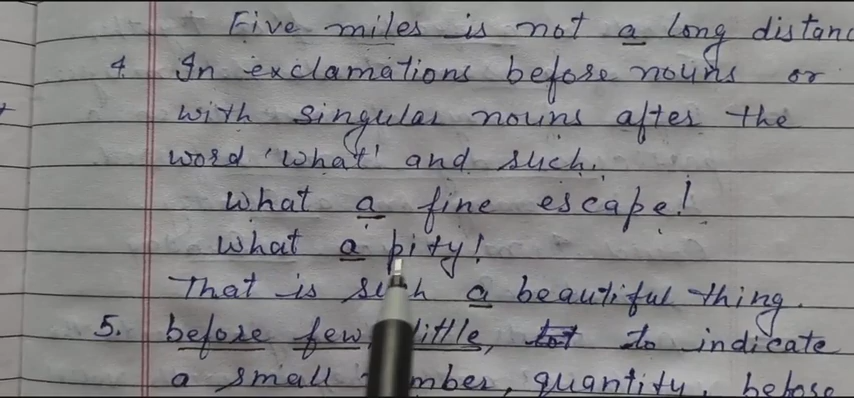 Five miles is not a long distanc
4. In exclamations before nouns or
with singular nouns after the
word 'what' and such.
What a fine escape!
What a pity!
That is such a beautiful thing.
5. before few, little, to indicate
a small number, quantity, before